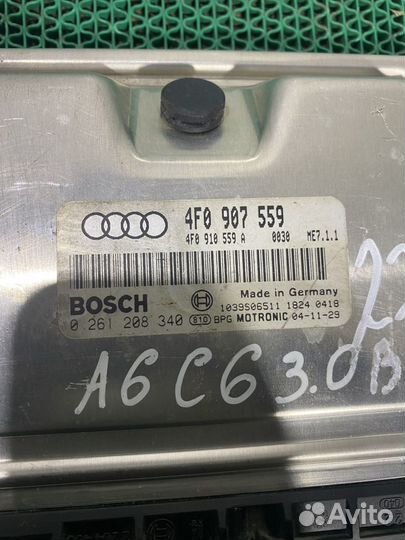 4F0 907 559
4F0 910 559 A 0030 ME7.1.1
BOSCH
Made in Germany
1039S06511 1824 0418
0 261 208 340 810 BPG MOTRONIC 04-11-29
A6 C6 3.0 B
Avito